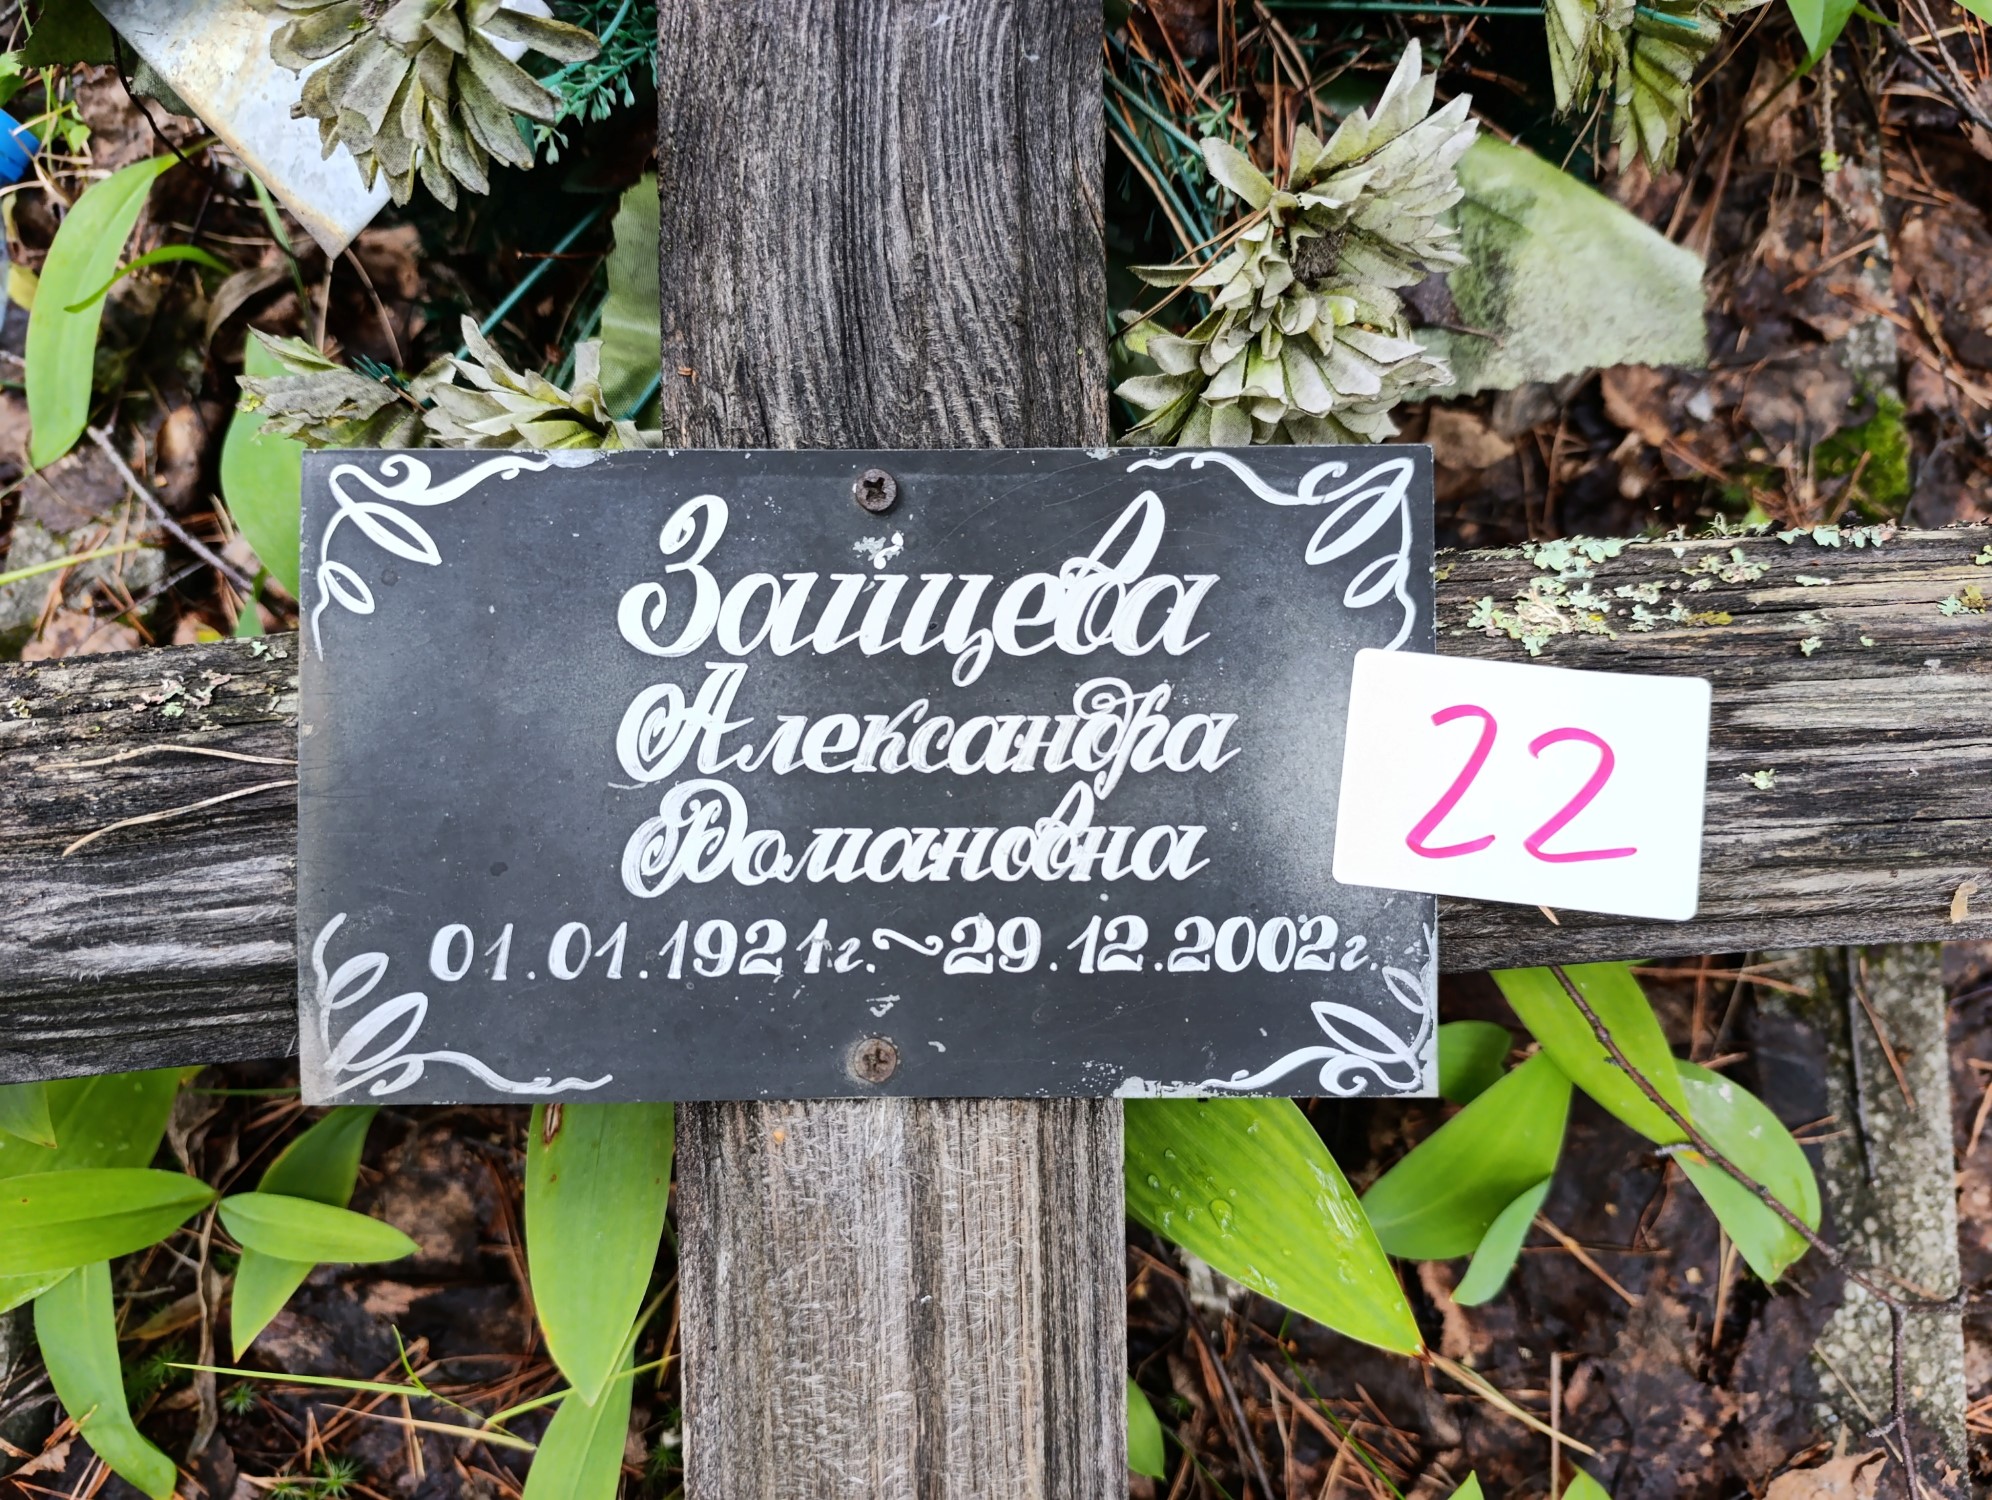 Зайцева
Александра
Романовна
01.01.1921г.~29.12.2002г.
22